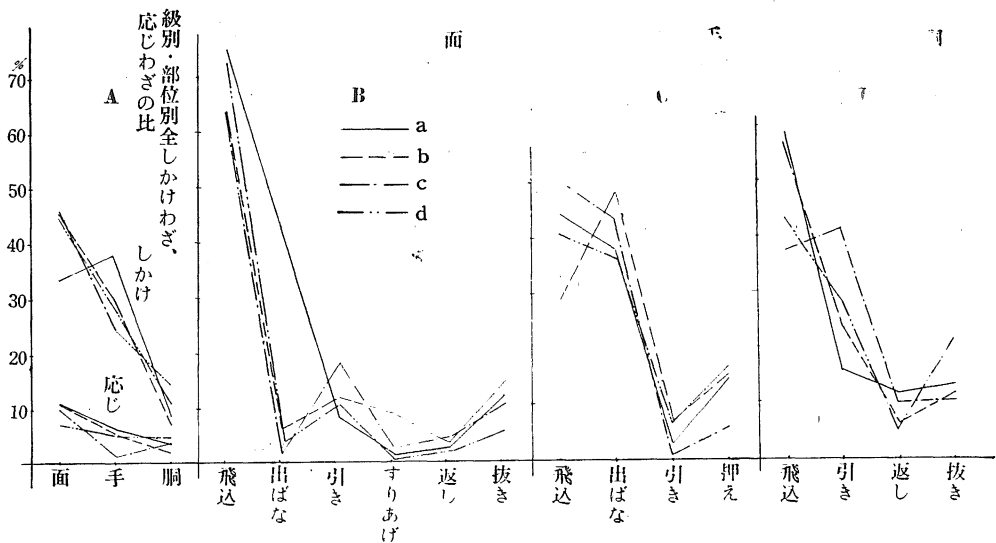 級別・部位別全しかけわざ、
応じわざの比
%
70
60
50
40
30
20
10
A
しかけ
応じ
面
手
胴
面
B
a
b
c
d
飛込
出ばな
引き
すりあげ
返し
抜き
飛込
出ばな
引き
押え
飛込
引き
返し
抜き